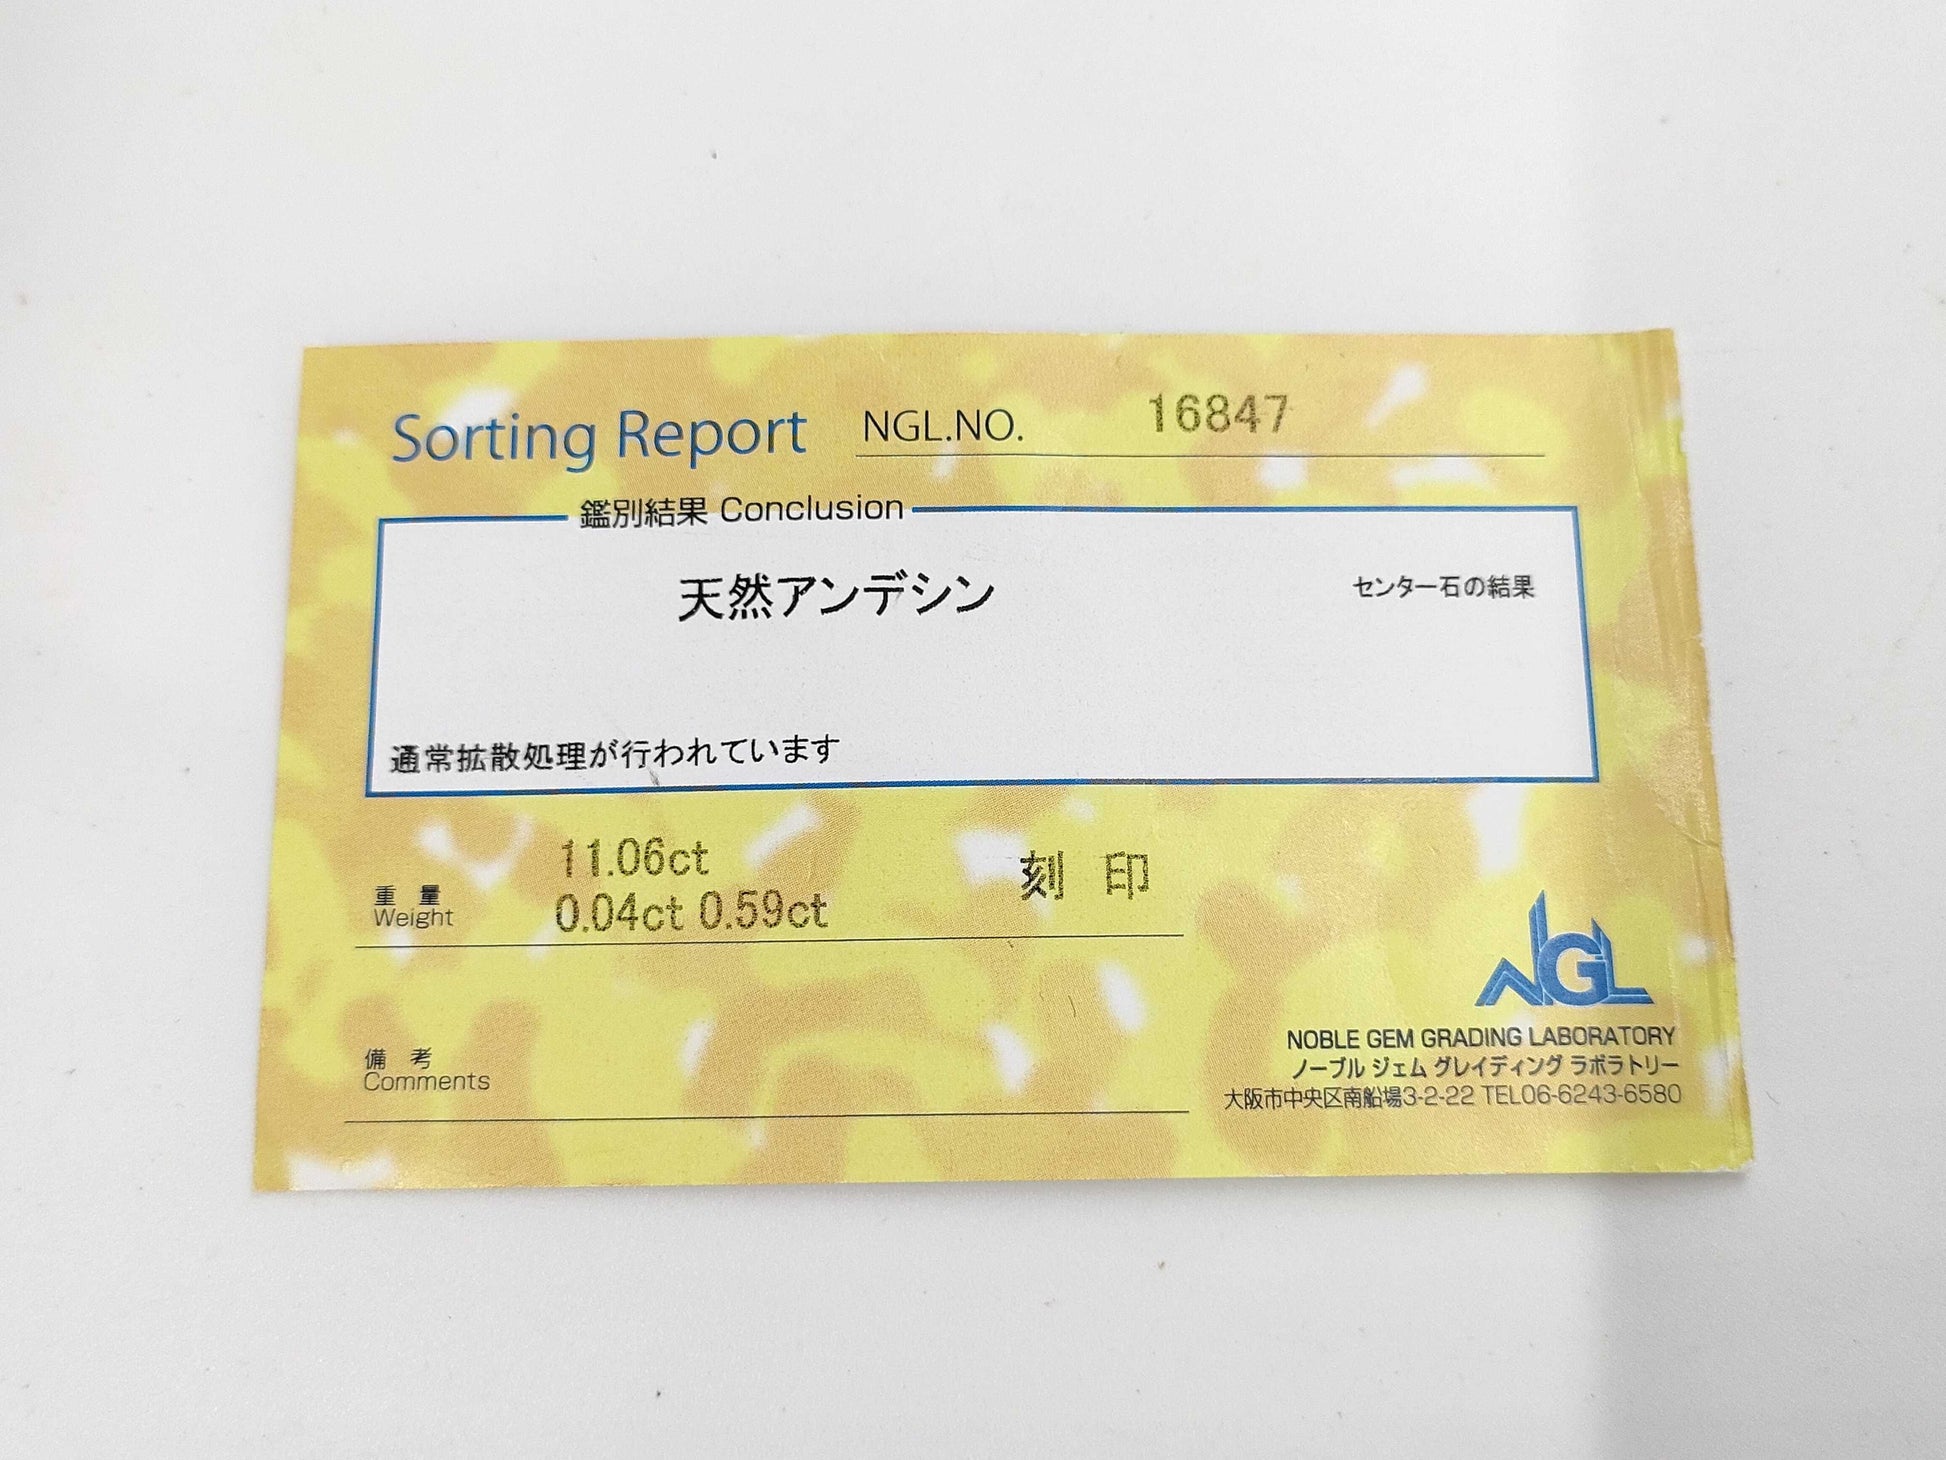 Sorting Report NGL.NO. 16847
鑑別結果 Conclusion
天然アンデシン センター石の結果
通常拡散処理が行われています
11.06ct
重量 0.04ct 0.59ct 刻印
Weight
NGL
NOBLE GEM GRADING LABORATORY
備考 ノーブル ジェム グレイディング ラボラトリー
Comments 大阪市中央区南船場3-2-22 TEL06-6243-6580